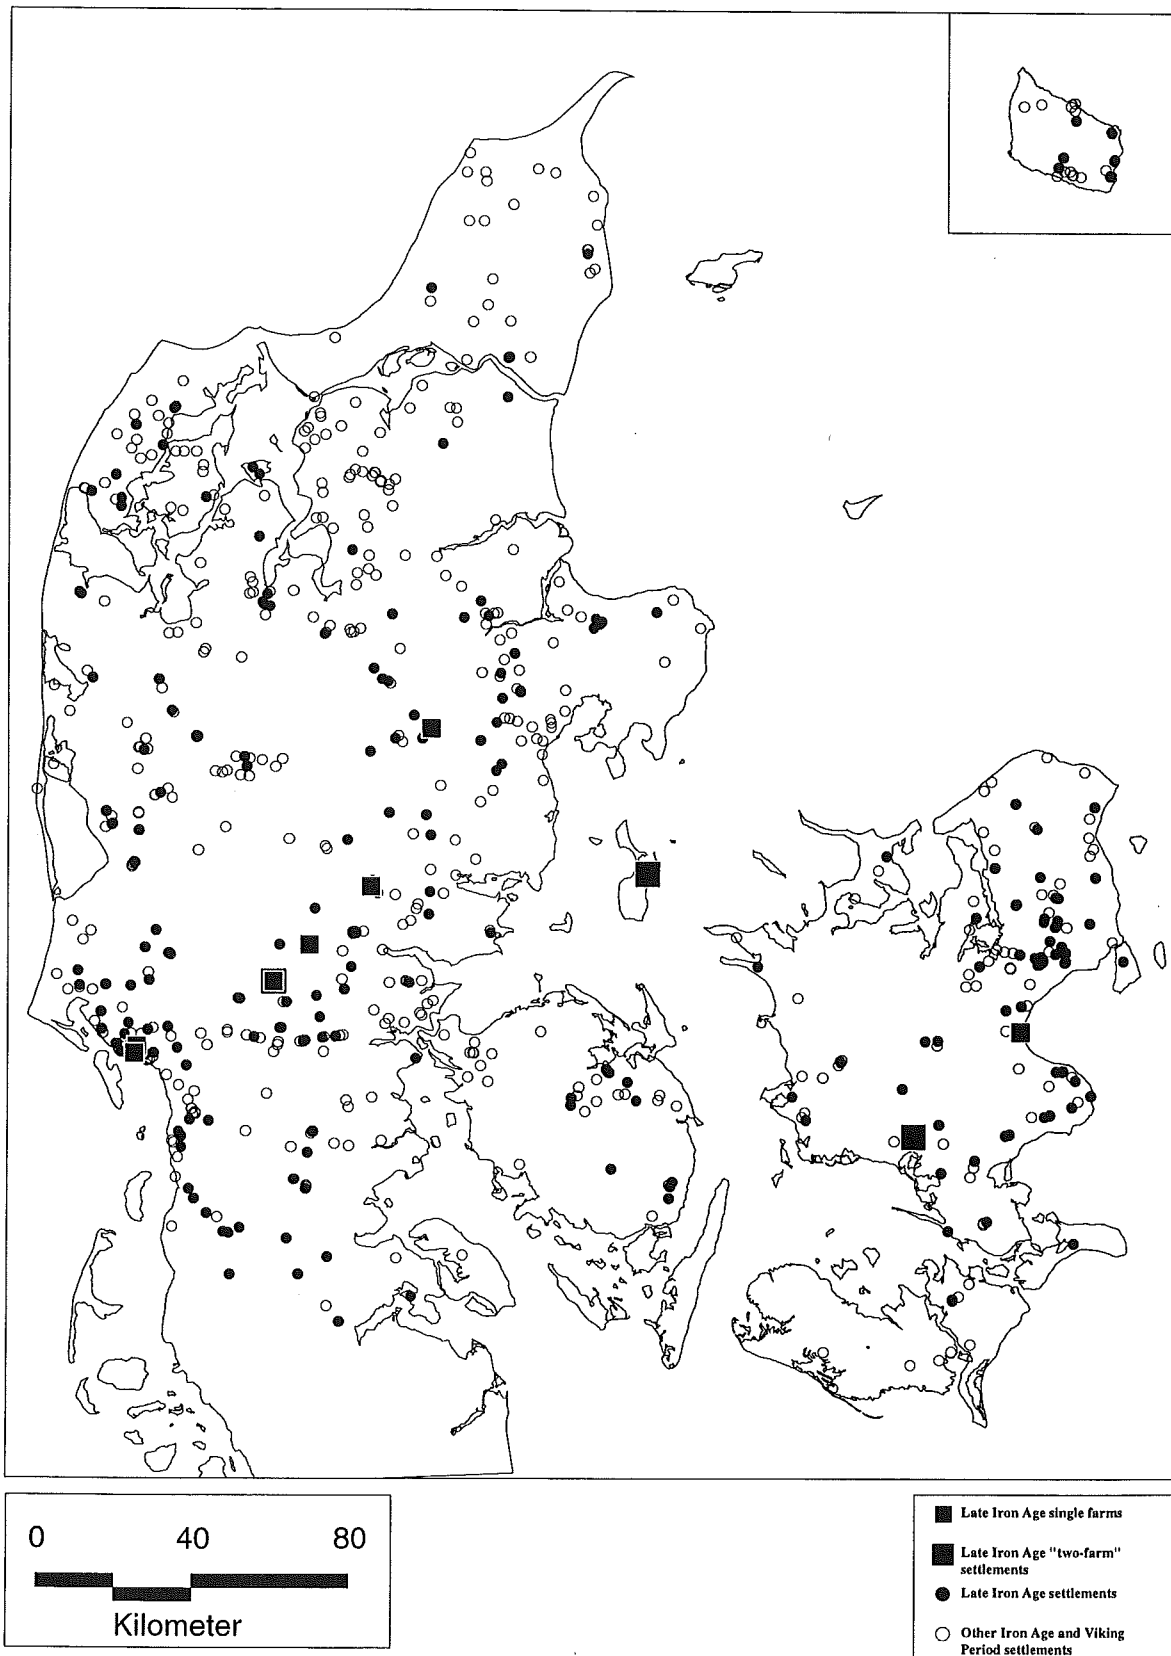 0 40 80
Kilometer
Late Iron Age single farms
Late Iron Age "two-farm"
settlements
Late Iron Age settlements
Other Iron Age and Viking
Period settlements